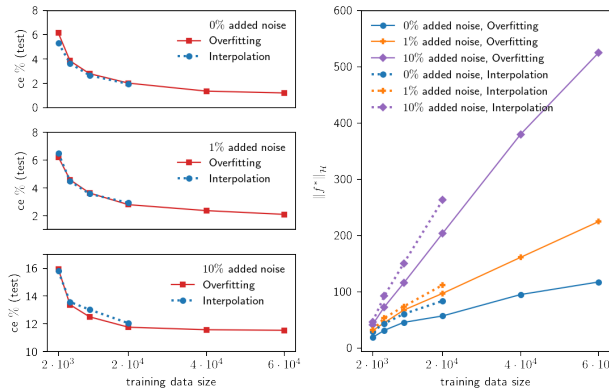 8
6
4
2
0
ce % (test)
0% added noise
Overfitting
Interpolation
8
6
4
2
ce % (test)
1% added noise
Overfitting
Interpolation
16
14
12
10
ce % (test)
10% added noise
Overfitting
Interpolation
2 · 10³ 2 · 10⁴ 4 · 10⁴ 6 · 10⁴
training data size
600
500
400
300
200
100
0
‖f*‖_ℋ
0% added noise, Overfitting
1% added noise, Overfitting
10% added noise, Overfitting
0% added noise, Interpolation
1% added noise, Interpolation
10% added noise, Interpolation
2 · 10³ 2 · 10⁴ 4 · 10⁴ 6 · 10⁴
training data size